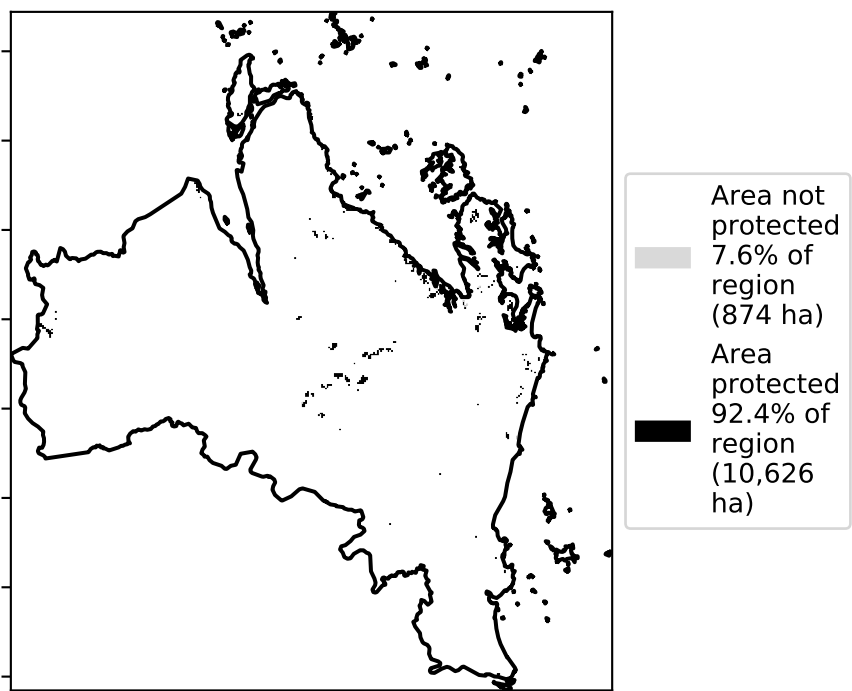 Area not
protected
7.6% of
region
(874 ha)
Area
protected
92.4% of
region
(10,626
ha)